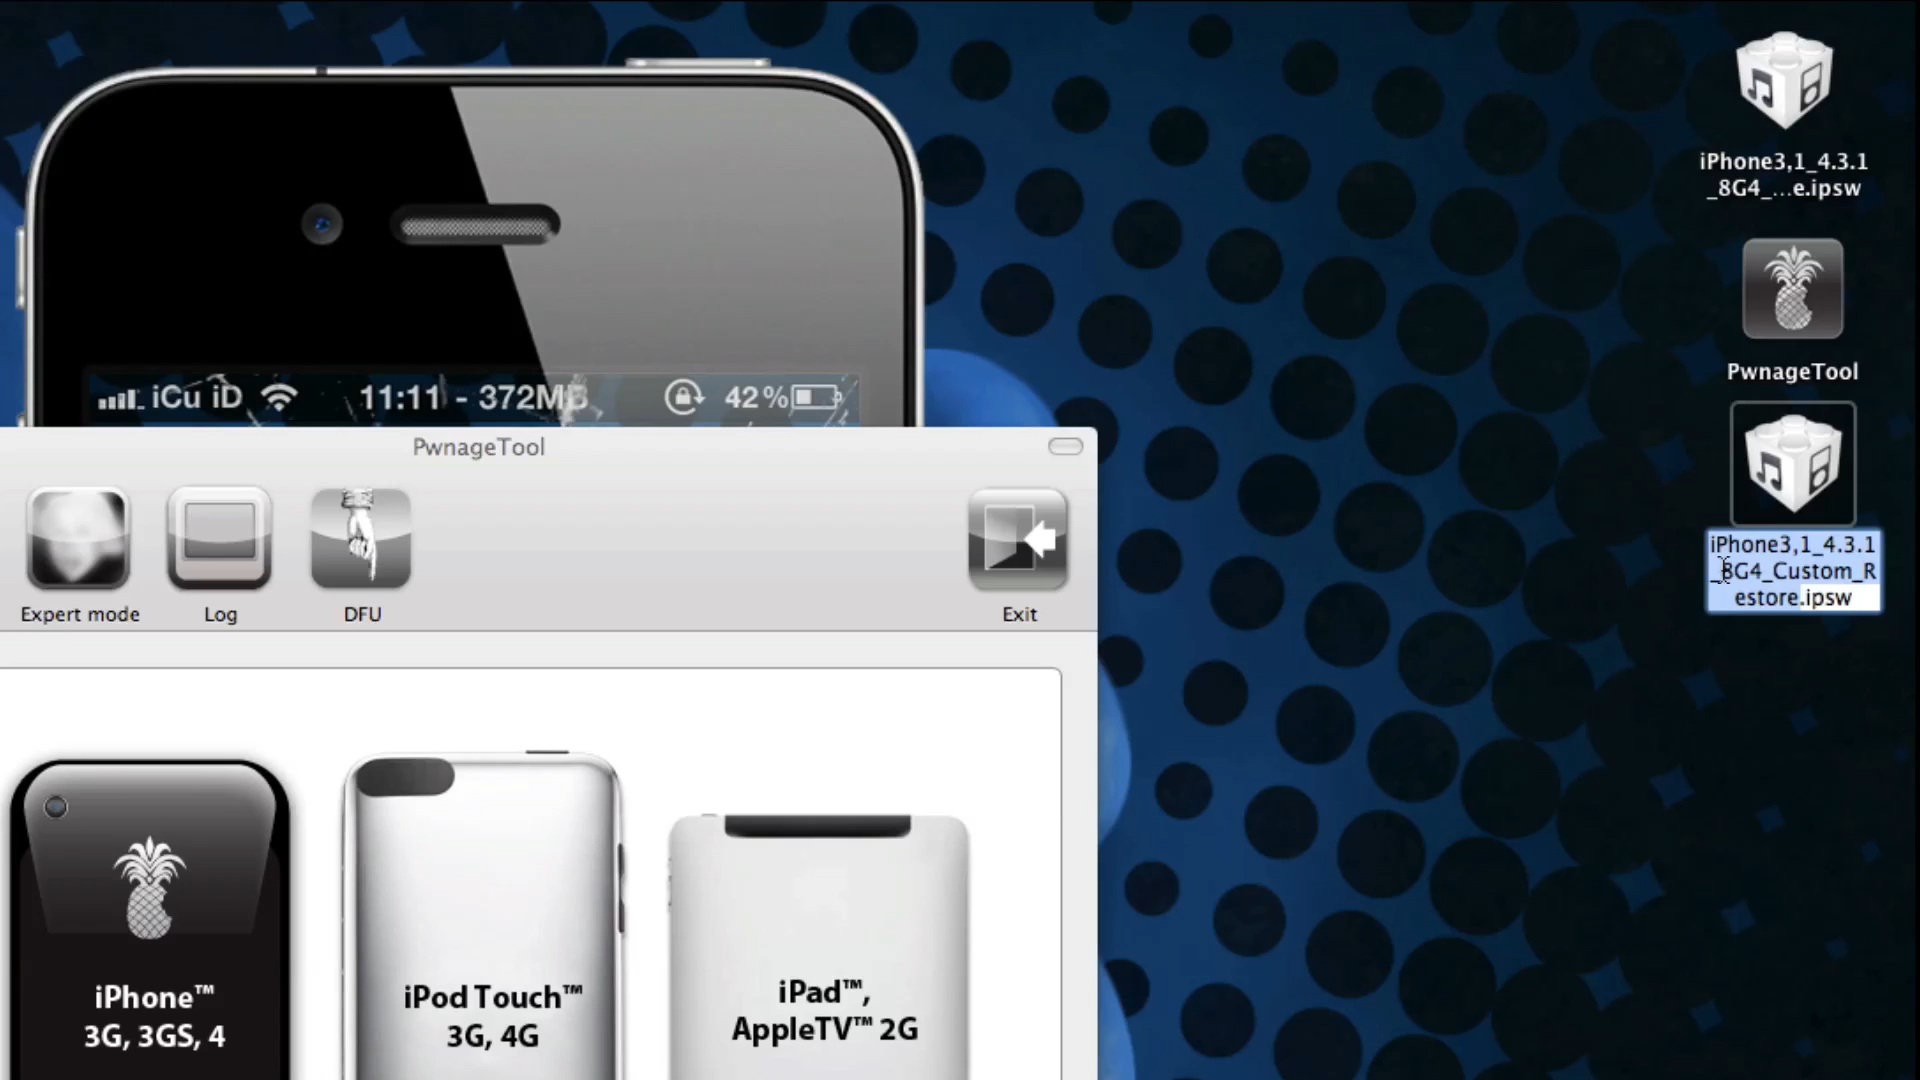 iCu iD 11:11 - 372MB 42%
PwnageTool
Expert mode
Log
DFU
Exit
iPhone™
3G, 3GS, 4
iPod Touch™
3G, 4G
iPad™,
AppleTV™ 2G
iPhone3,1_4.3.1
_8G4_...e.ipsw
PwnageTool
iPhone3,1_4.3.1
_8G4_Custom_R
estore.ipsw